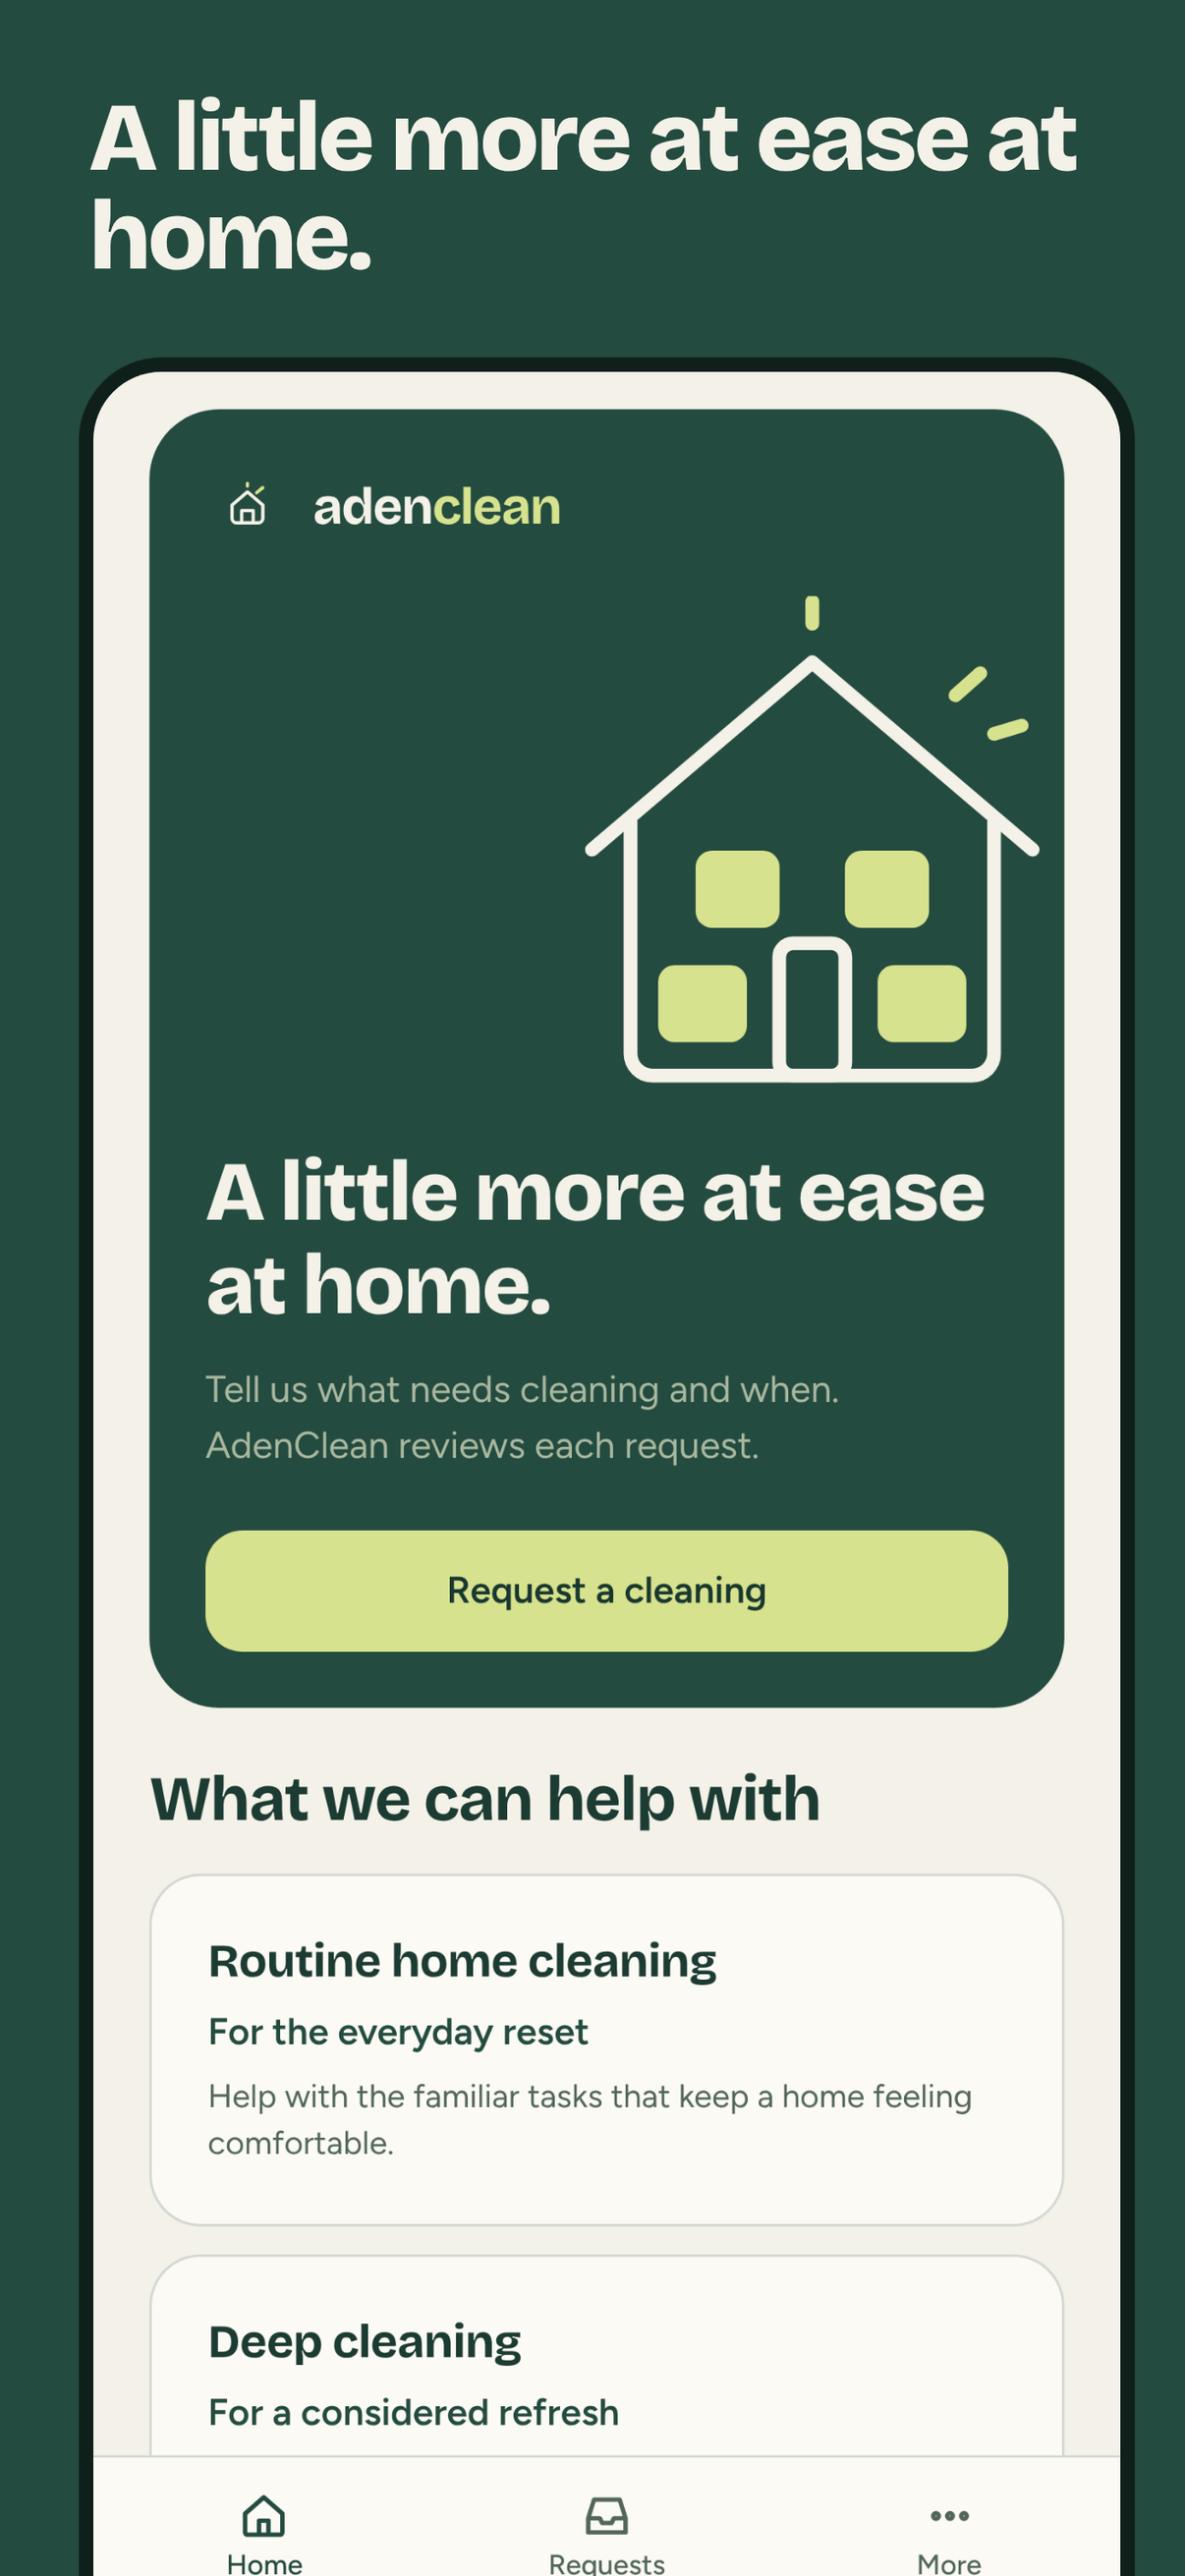 A little more at ease at
home.
adenclean
A little more at ease
at home.
Tell us what needs cleaning and when.
AdenClean reviews each request.
Request a cleaning
What we can help with
Routine home cleaning
For the everyday reset
Help with the familiar tasks that keep a home feeling
comfortable.
Deep cleaning
For a considered refresh
Home
Requests
More